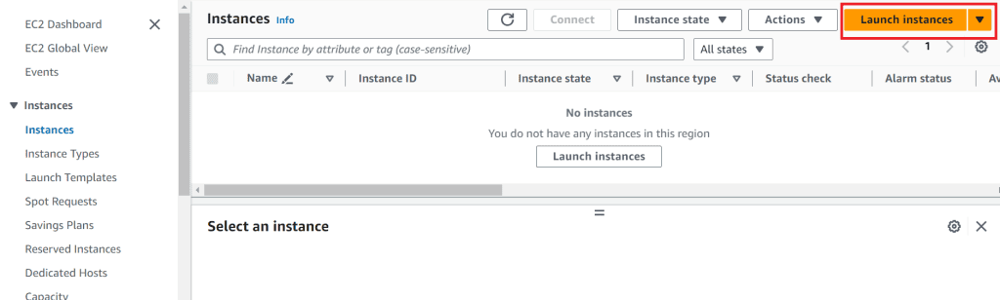 EC2 Dashboard
EC2 Global View
Events
Instances
Instances
Instance Types
Launch Templates
Spot Requests
Savings Plans
Reserved Instances
Dedicated Hosts
Capacity
Instances Info
Connect
Instance state
Actions
Launch instances
Find Instance by attribute or tag (case-sensitive)
All states
1
Name
Instance ID
Instance state
Instance type
Status check
Alarm status
Av
No instances
You do not have any instances in this region
Launch instances
Select an instance